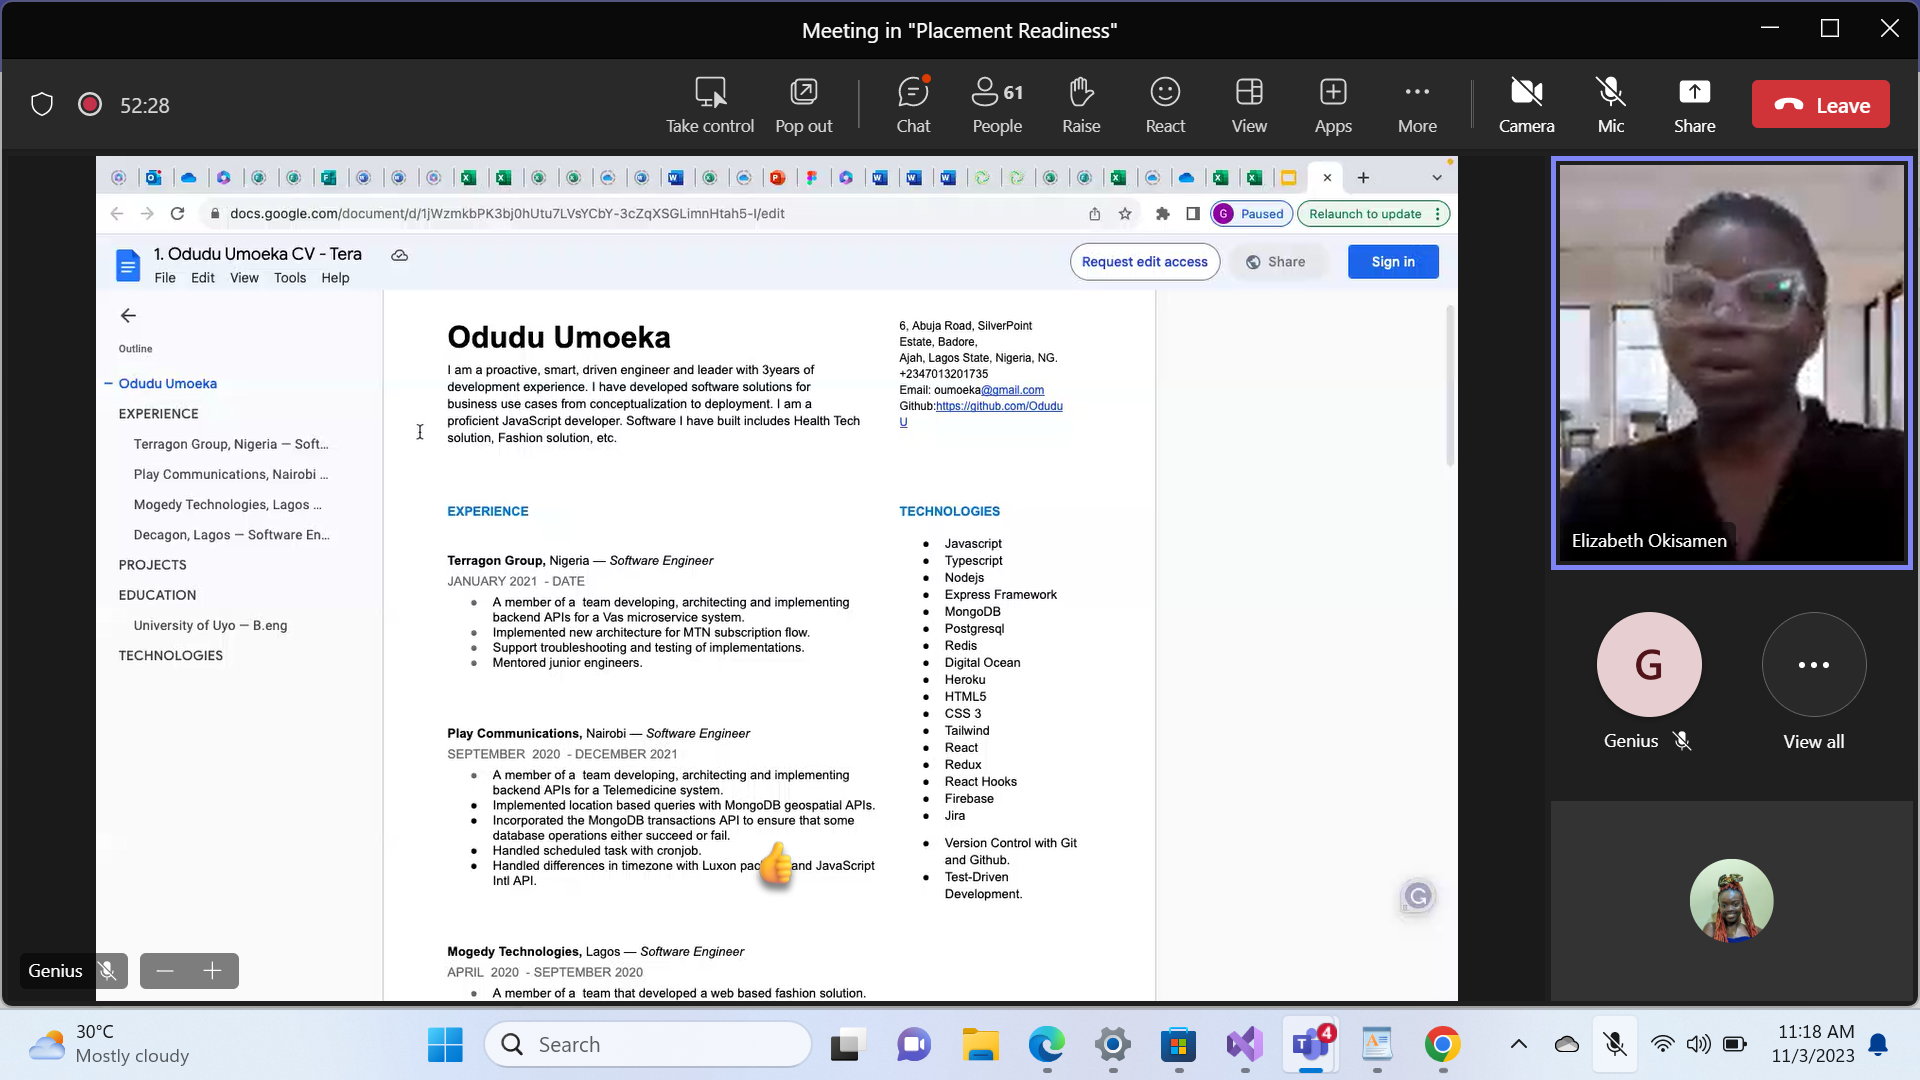 Meeting in "Placement Readiness"
52:28
Take control
Pop out
Chat
61
People
Raise
React
View
Apps
More
Camera
Mic
Share
Leave
docs.google.com/document/d/1jWzmkbPK3bj0hUtu7LVsYCbY-3cZqXSGLimnHtah5-I/edit
G Paused
Relaunch to update
1. Odudu Umoeka CV - Tera
File Edit View Tools Help
Request edit access
Share
Sign in
Outline
Odudu Umoeka
EXPERIENCE
Terragon Group, Nigeria — Soft...
Play Communications, Nairobi ...
Mogedy Technologies, Lagos ...
Decagon, Lagos — Software En...
PROJECTS
EDUCATION
University of Uyo — B.eng
TECHNOLOGIES
Odudu Umoeka
I am a proactive, smart, driven engineer and leader with 3years of
development experience. I have developed software solutions for
business use cases from conceptualization to deployment. I am a
proficient JavaScript developer. Software I have built includes Health Tech
solution, Fashion solution, etc.
6, Abuja Road, SilverPoint
Estate, Badore,
Ajah, Lagos State, Nigeria, NG.
+2347013201735
Email: oumoeka@gmail.com
Github:https://github.com/Odudu
U
EXPERIENCE
Terragon Group, Nigeria — Software Engineer
JANUARY 2021 - DATE
A member of a team developing, architecting and implementing
backend APIs for a Vas microservice system.
Implemented new architecture for MTN subscription flow.
Support troubleshooting and testing of implementations.
Mentored junior engineers.
Play Communications, Nairobi — Software Engineer
SEPTEMBER 2020 - DECEMBER 2021
A member of a team developing, architecting and implementing
backend APIs for a Telemedicine system.
Implemented location based queries with MongoDB geospatial APIs.
Incorporated the MongoDB transactions API to ensure that some
database operations either succeed or fail.
Handled scheduled task with cronjob.
Handled differences in timezone with Luxon and JavaScript
Intl API.
Mogedy Technologies, Lagos — Software Engineer
APRIL 2020 - SEPTEMBER 2020
A member of a team that developed a web based fashion solution.
TECHNOLOGIES
Javascript
Typescript
Nodejs
Express Framework
MongoDB
Postgresql
Redis
Digital Ocean
Heroku
HTML5
CSS 3
Tailwind
React
Redux
React Hooks
Firebase
Jira
Version Control with Git
and Github.
Test-Driven
Development.
Elizabeth Okisamen
G
Genius
View all
Genius
30°C
Mostly cloudy
Search
4
11:18 AM
11/3/2023